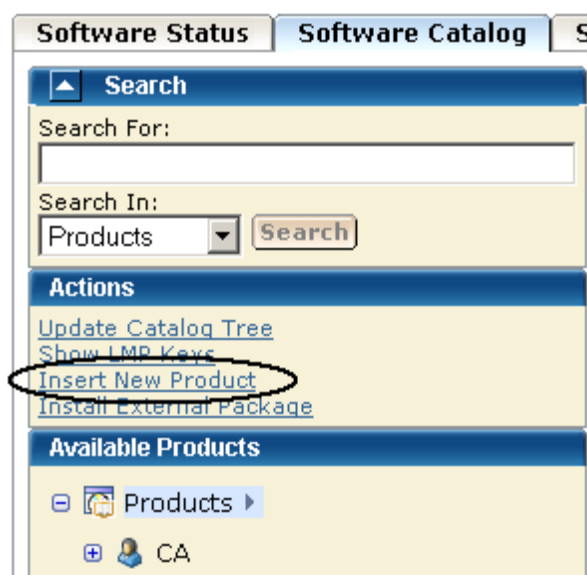 Software Status Software Catalog S
Search
Search For:
Search In:
Products Search
Actions
Update Catalog Tree
Show LMP Keys
Insert New Product
Install External Package
Available Products
Products
CA